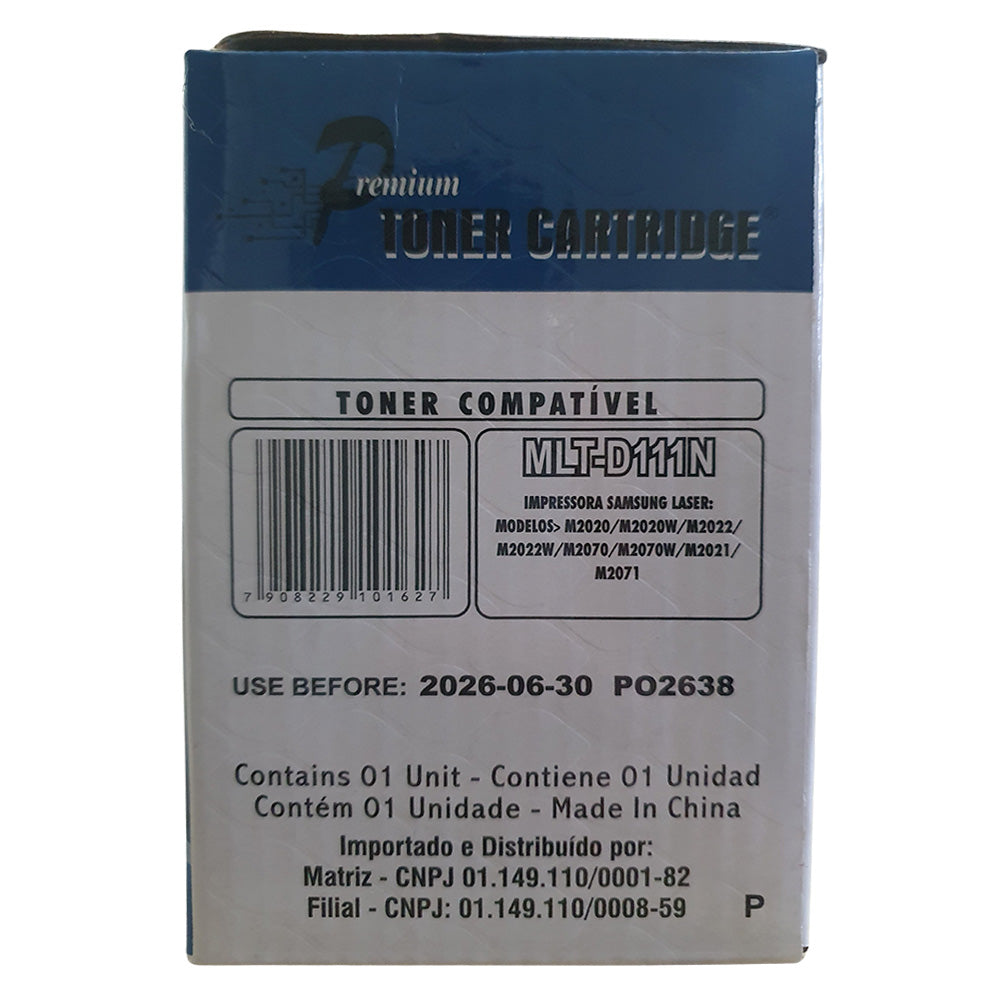 Premium
TONER CARTRIDGE®
TONER COMPATÍVEL
7 908229 101627
MLT-D111N
IMPRESSORA SAMSUNG LASER:
MODELOS> M2020/M2020W/M2022/
M2022W/M2070/M2070W/M2021/
M2071
USE BEFORE: 2026-06-30 PO2638
Contains 01 Unit - Contiene 01 Unidad
Contém 01 Unidade - Made In China
Importado e Distribuído por:
Matriz - CNPJ 01.149.110/0001-82
Filial - CNPJ: 01.149.110/0008-59 P